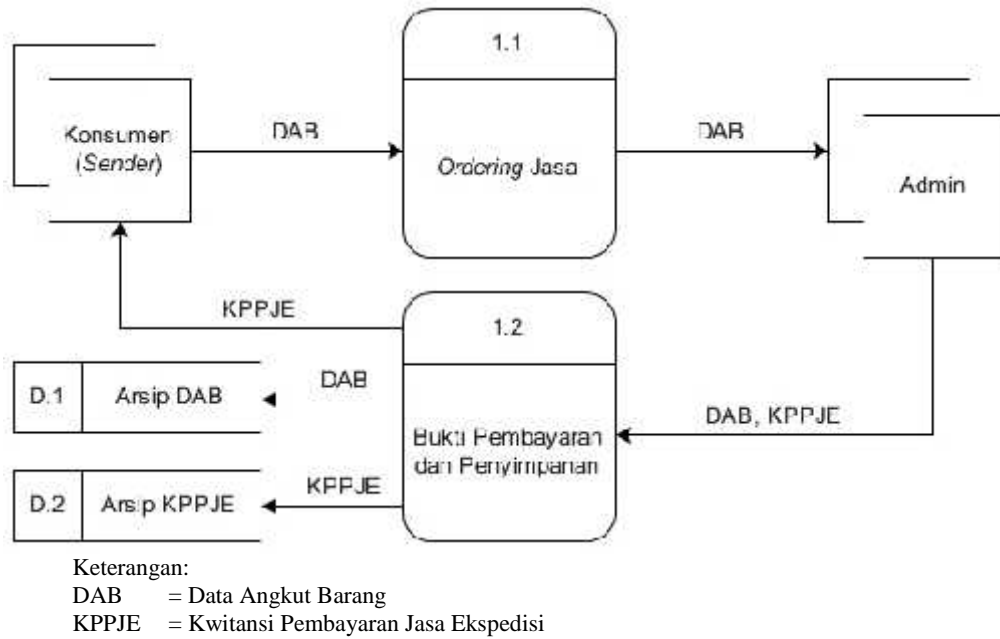 1.1
Ordering Jasa
Konsumen
(Sender)
DAB
DAB
Admin
KPPJE
1.2
Bukti Pembayaran
dan Penyimpanan
DAB, KPPJE
D.1 Arsip DAB
DAB
D.2 Arsip KPPJE
KPPJE
Keterangan:
DAB = Data Angkut Barang
KPPJE = Kwitansi Pembayaran Jasa Ekspedisi